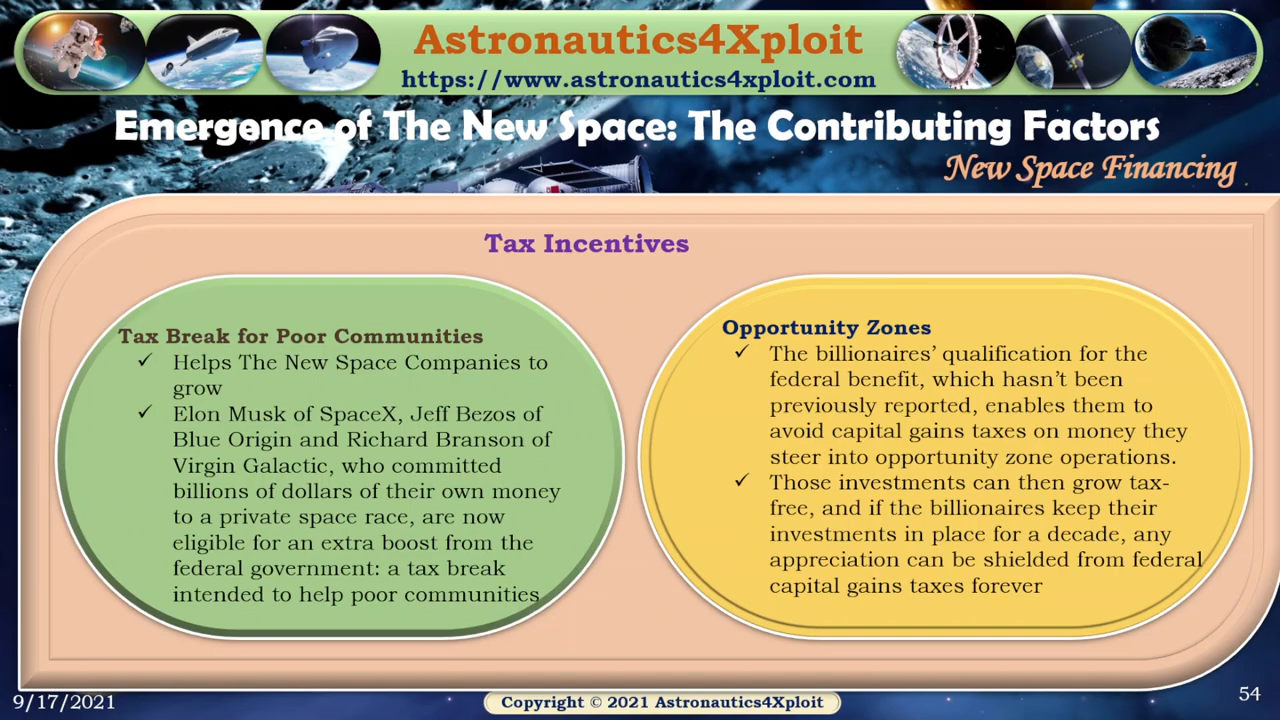 Astronautics4Xploit
https://www.astronautics4xploit.com
Emergence of The New Space: The Contributing Factors
New Space Financing
Tax Incentives
Tax Break for Poor Communities
✓ Helps The New Space Companies to
grow
✓ Elon Musk of SpaceX, Jeff Bezos of
Blue Origin and Richard Branson of
Virgin Galactic, who committed
billions of dollars of their own money
to a private space race, are now
eligible for an extra boost from the
federal government: a tax break
intended to help poor communities
Opportunity Zones
✓ The billionaires’ qualification for the
federal benefit, which hasn’t been
previously reported, enables them to
avoid capital gains taxes on money they
steer into opportunity zone operations.
✓ Those investments can then grow tax-
free, and if the billionaires keep their
investments in place for a decade, any
appreciation can be shielded from federal
capital gains taxes forever
9/17/2021
Copyright © 2021 Astronautics4Xploit
54